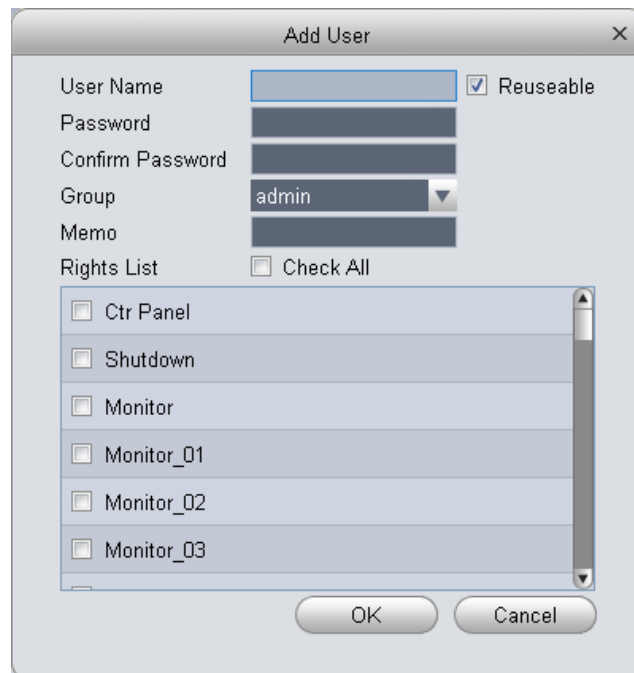 Add User
User Name Reuseable
Password
Confirm Password
Group admin
Memo
Rights List Check All
Ctr Panel
Shutdown
Monitor
Monitor_01
Monitor_02
Monitor_03
OK Cancel